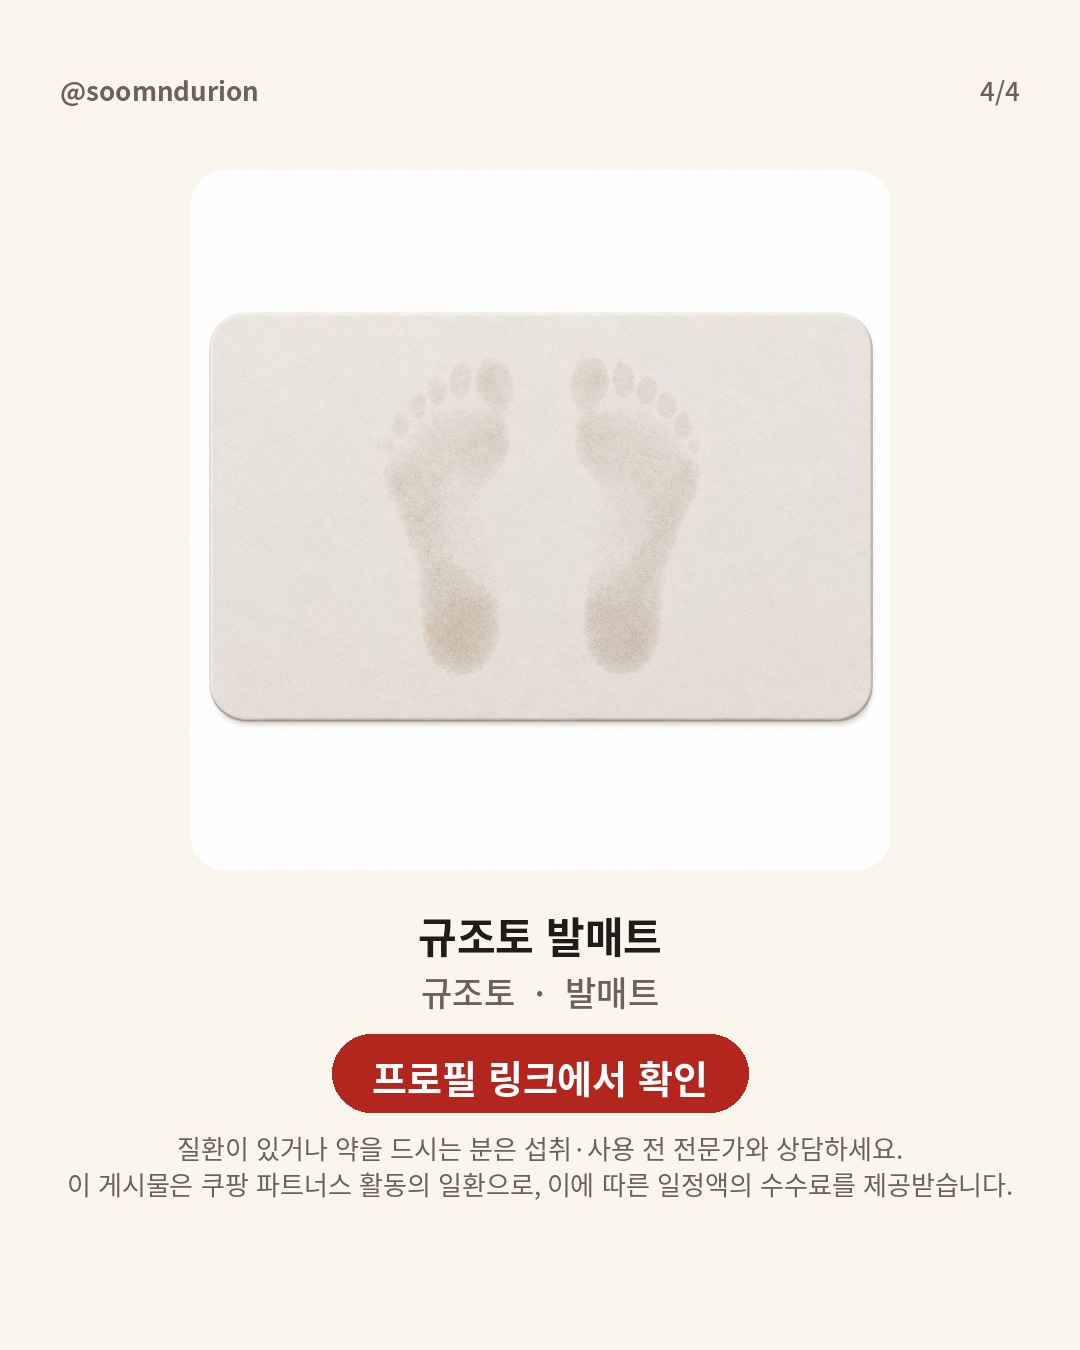 @soomndurion
4/4
규조토 발매트
규조토 · 발매트
프로필 링크에서 확인
질환이 있거나 약을 드시는 분은 섭취·사용 전 전문가와 상담하세요.
이 게시물은 쿠팡 파트너스 활동의 일환으로, 이에 따른 일정액의 수수료를 제공받습니다.